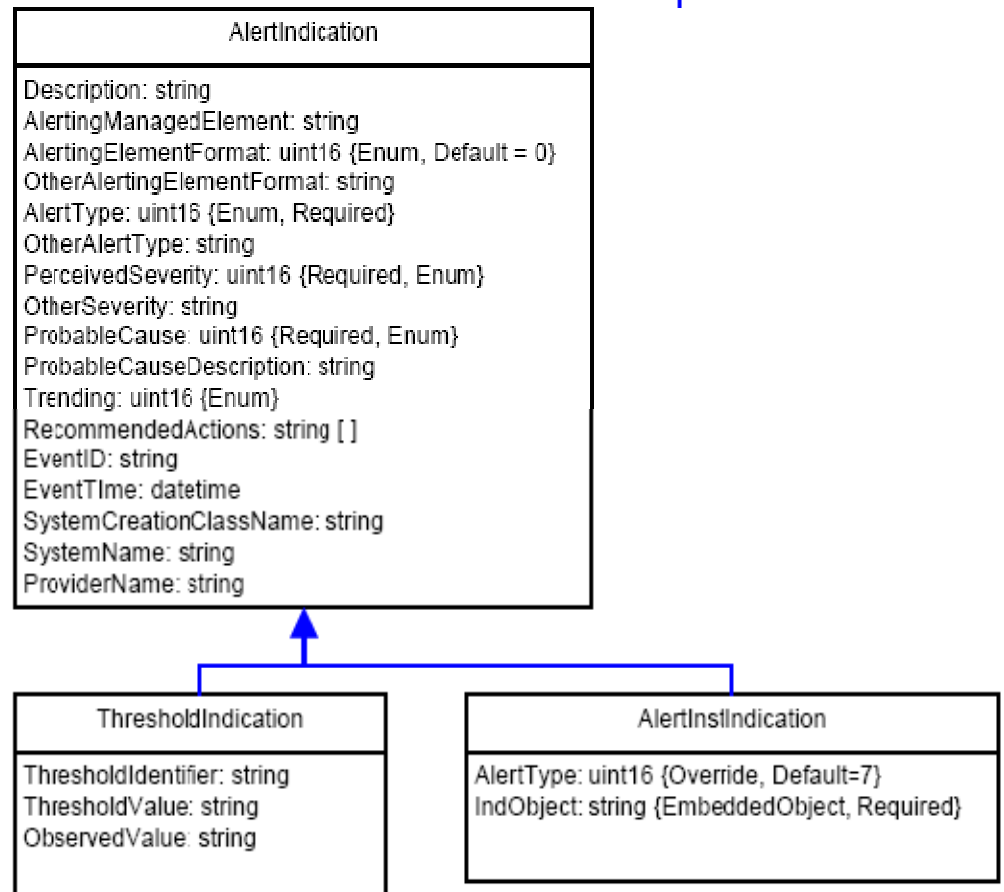 AlertIndication
Description: string
AlertingManagedElement: string
AlertingElementFormat: uint16 {Enum, Default = 0}
OtherAlertingElementFormat: string
AlertType: uint16 {Enum, Required}
OtherAlertType: string
PerceivedSeverity: uint16 {Required, Enum}
OtherSeverity: string
ProbableCause: uint16 {Required, Enum}
ProbableCauseDescription: string
Trending: uint16 {Enum}
RecommendedActions: string [ ]
EventID: string
EventTIme: datetime
SystemCreationClassName: string
SystemName: string
ProviderName: string
ThresholdIndication
ThresholdIdentifier: string
ThresholdValue: string
ObservedValue: string
AlertInstIndication
AlertType: uint16 {Override, Default=7}
IndObject: string {EmbeddedObject, Required}